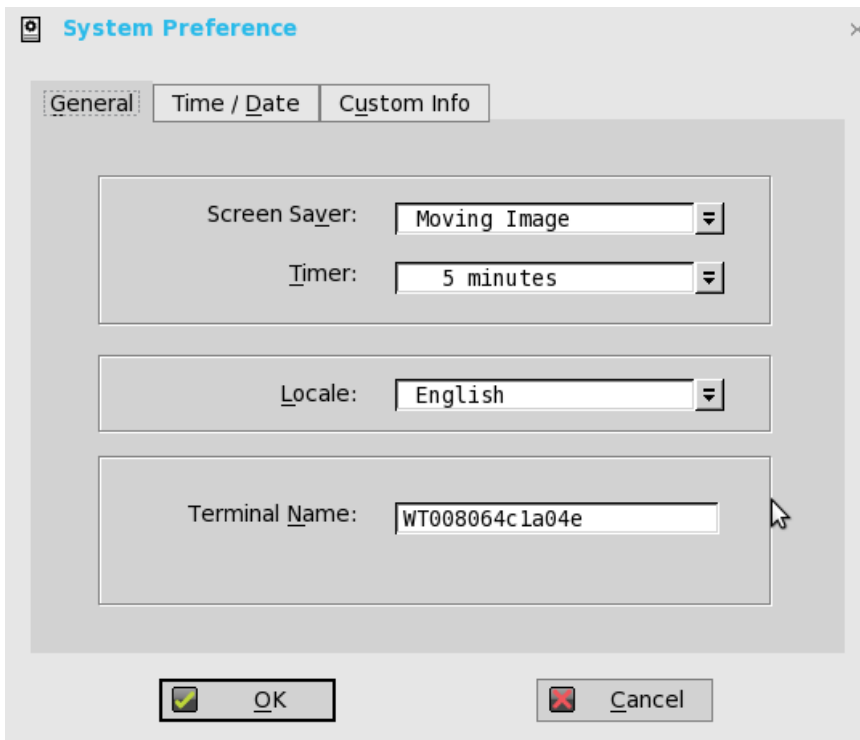 System Preference
General Time / Date Custom Info
Screen Saver: Moving Image
Timer: 5 minutes
Locale: English
Terminal Name: WT008064c1a04e
OK Cancel